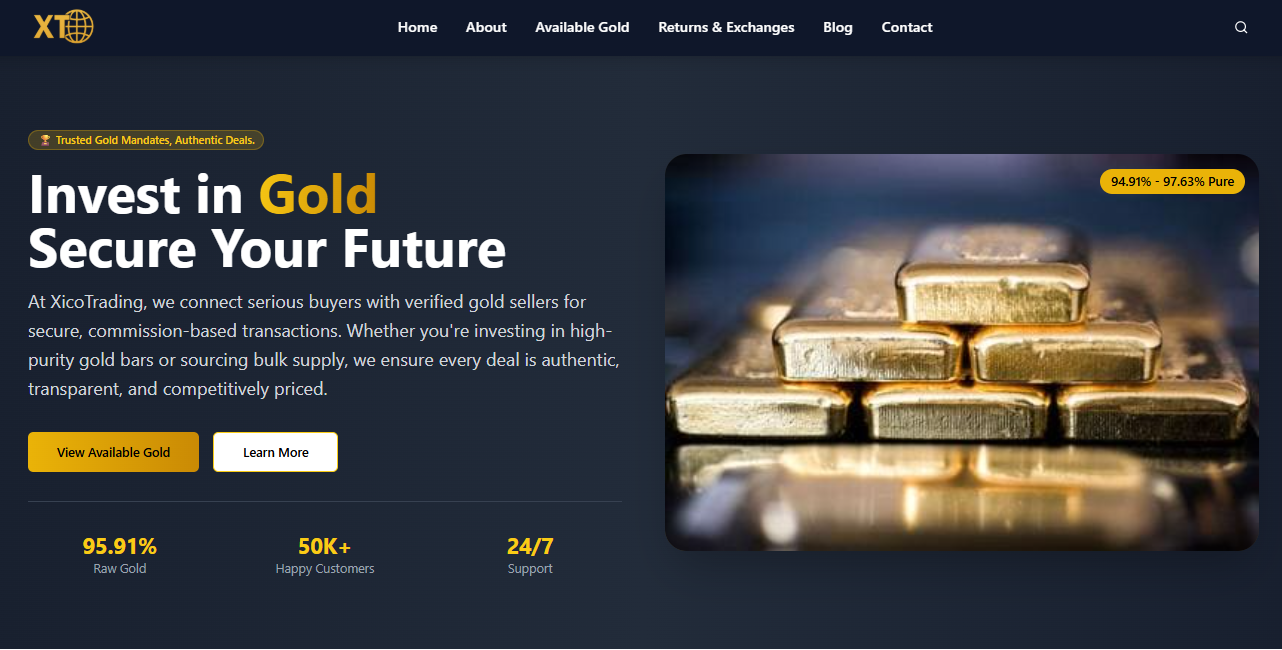 XT
Home About Available Gold Returns & Exchanges Blog Contact
🏆 Trusted Gold Mandates, Authentic Deals.
Invest in Gold
Secure Your Future
At XicoTrading, we connect serious buyers with verified gold sellers for
secure, commission-based transactions. Whether you're investing in high-
purity gold bars or sourcing bulk supply, we ensure every deal is authentic,
transparent, and competitively priced.
View Available Gold Learn More
95.91% 50K+ 24/7
Raw Gold Happy Customers Support
94.91% - 97.63% Pure